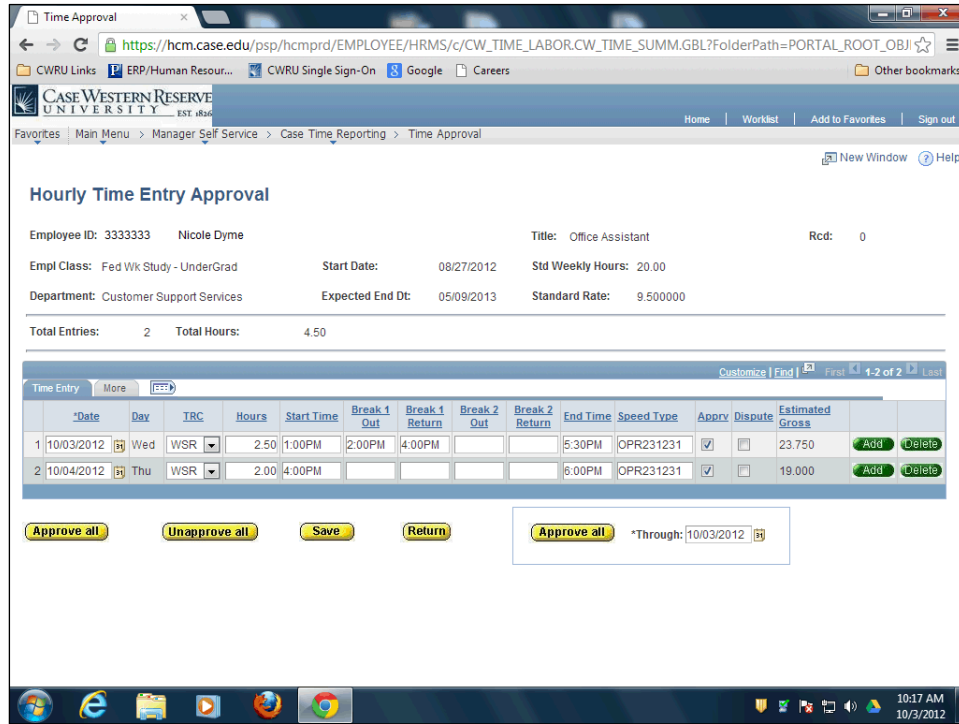 Time Approval
https://hcm.case.edu/psp/hcmprd/EMPLOYEE/HRMS/c/CW_TIME_LABOR.CW_TIME_SUMM.GBL?FolderPath=PORTAL_ROOT_OBJ
CWRU Links ERP/Human Resour... CWRU Single Sign-On Google Careers Other bookmarks
CASE WESTERN RESERVE
UNIVERSITY EST. 1826
Home | Worklist | Add to Favorites | Sign out
Favorites Main Menu > Manager Self Service > Case Time Reporting > Time Approval
New Window ? Help
Hourly Time Entry Approval
Employee ID: 3333333 Nicole Dyme Title: Office Assistant Rcd: 0
Empl Class: Fed Wk Study - UnderGrad Start Date: 08/27/2012 Std Weekly Hours: 20.00
Department: Customer Support Services Expected End Dt: 05/09/2013 Standard Rate: 9.500000
Total Entries: 2 Total Hours: 4.50
Customize | Find | First 1-2 of 2 Last
Time Entry More
*Date Day TRC Hours Start Time Break 1 Out Break 1 Return Break 2 Out Break 2 Return End Time Speed Type Apprv Dispute Estimated Gross
1 10/03/2012 31 Wed WSR 2.50 1:00PM 2:00PM 4:00PM 5:30PM OPR231231 23.750 Add Delete
2 10/04/2012 31 Thu WSR 2.00 4:00PM 6:00PM OPR231231 19.000 Add Delete
Approve all Unapprove all Save Return Approve all *Through: 10/03/2012 31
10:17 AM
10/3/2012